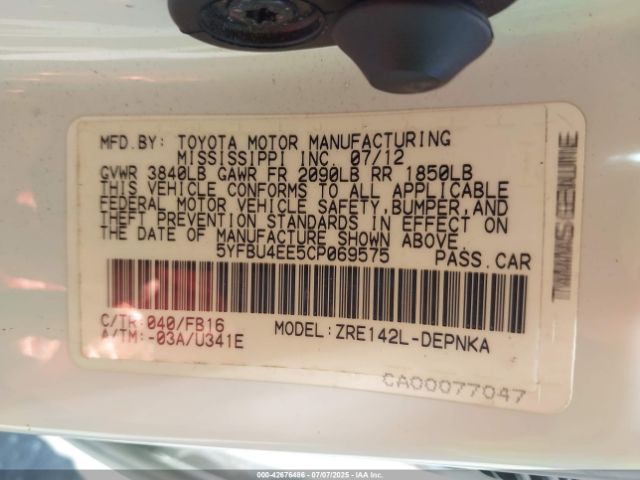 MFD.BY: TOYOTA MOTOR MANUFACTURING
MISSISSIPPI INC. 07/12
GVWR 3840LB GAWR FR 2090LB RR 1850LB
THIS VEHICLE CONFORMS TO ALL APPLICABLE
FEDERAL MOTOR VEHICLE SAFETY,BUMPER,AND
THEFT PREVENTION STANDARDS IN EFFECT ON
THE DATE OF MANUFACTURE SHOWN ABOVE.
5YFBU4EE5CP069575 PASS.CAR
C/TR:040/FB16 MODEL:ZRE142L-DEPNKA
A/TM:-03A/U341E
CA00077047
GENUINE
000-42676486 - 07/07/2025 - IAAI.COM